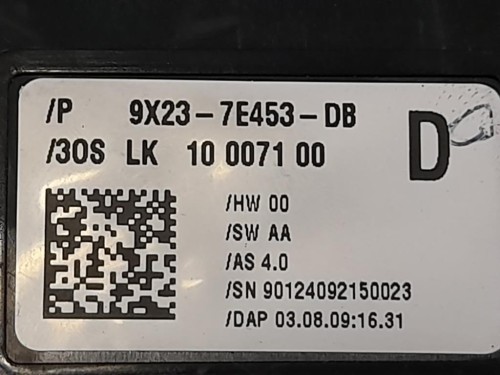 /P 9X23-7E453-DB
/30S LK 10 0071 00
D
/HW 00
/SW AA
/AS 4.0
/SN 90124092150023
/DAP 03.08.09:16.31